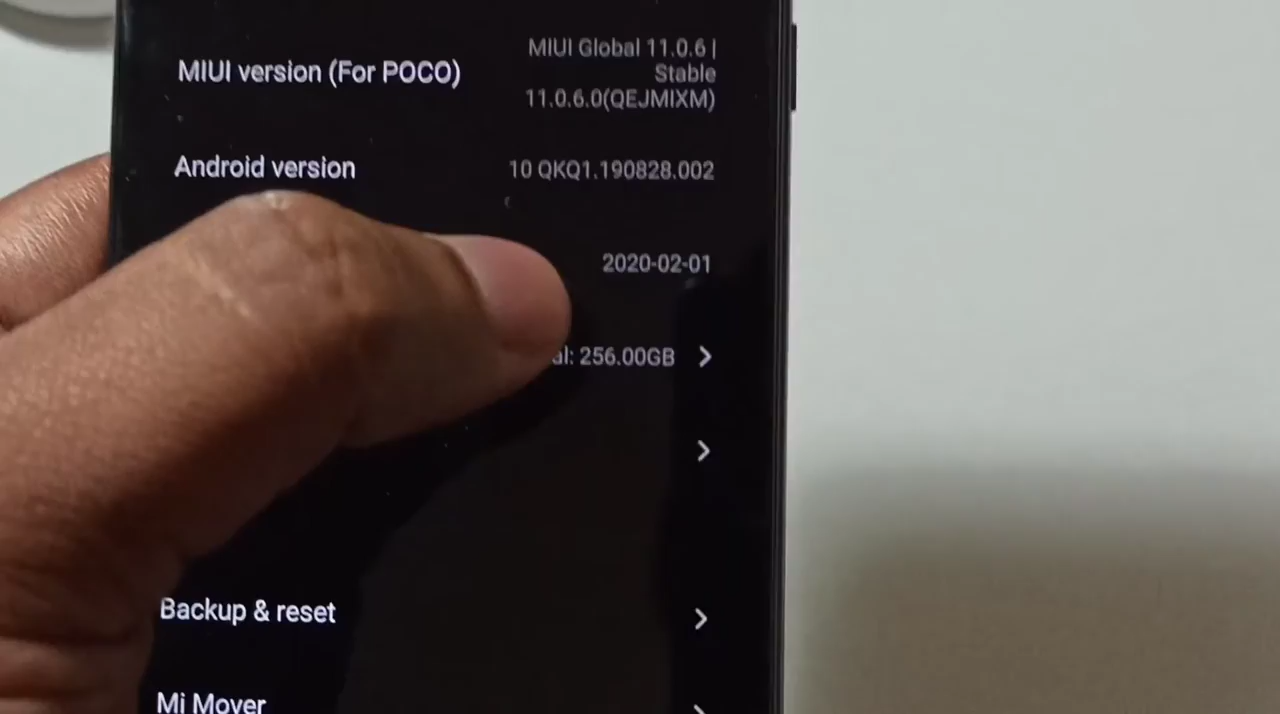 MIUI version (For POCO)
MIUI Global 11.0.6 |
Stable
11.0.6.0(QEJMIXM)
Android version
10 QKQ1.190828.002
2020-02-01
al: 256.00GB
Backup & reset
Mi Mover